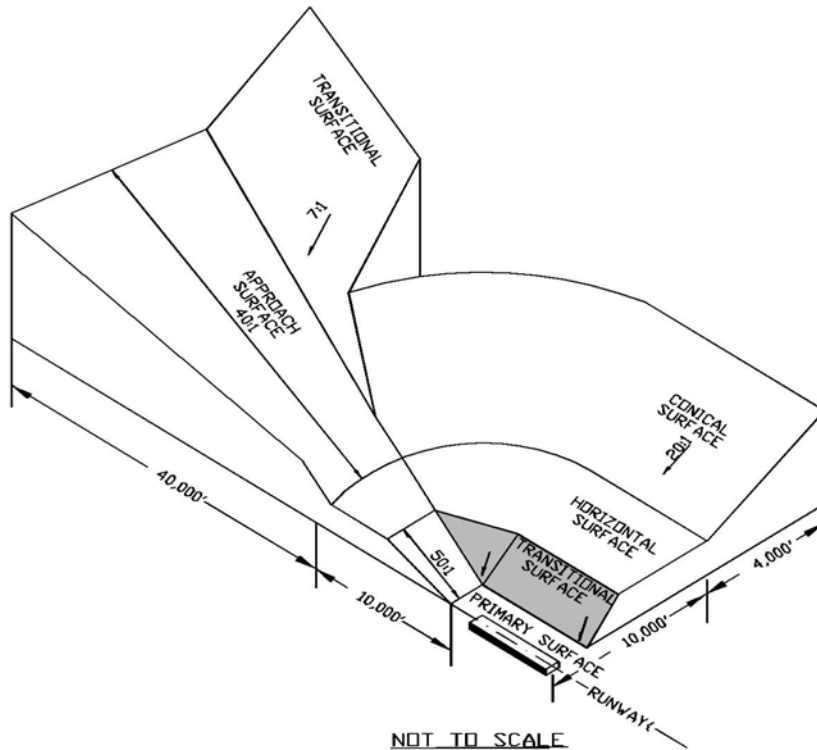 TRANSITIONAL
SURFACE
7:1
APPROACH
SURFACE
40:1
CONICAL
SURFACE
20:1
HORIZONTAL
SURFACE
TRANSITIONAL
SURFACE
50:1
PRIMARY SURFACE
40,000'
10,000'
4,000'
10,000'
RUNWAY℄
NOT TO SCALE